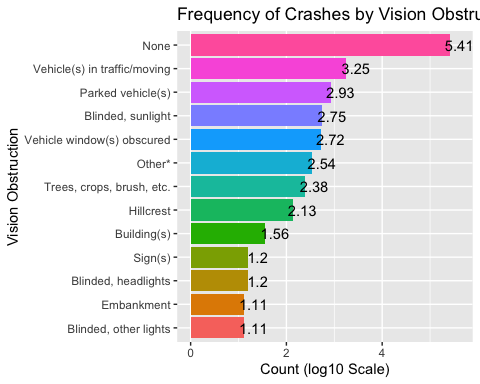 Frequency of Crashes by Vision Obstru
None 5.41
Vehicle(s) in traffic/moving 3.25
Parked vehicle(s) 2.93
Blinded, sunlight 2.75
Vehicle window(s) obscured 2.72
Other* 2.54
Trees, crops, brush, etc. 2.38
Hillcrest 2.13
Building(s) 1.56
Sign(s) 1.2
Blinded, headlights 1.2
Embankment 1.11
Blinded, other lights 1.11
Vision Obstruction
0 2 4
Count (log10 Scale)